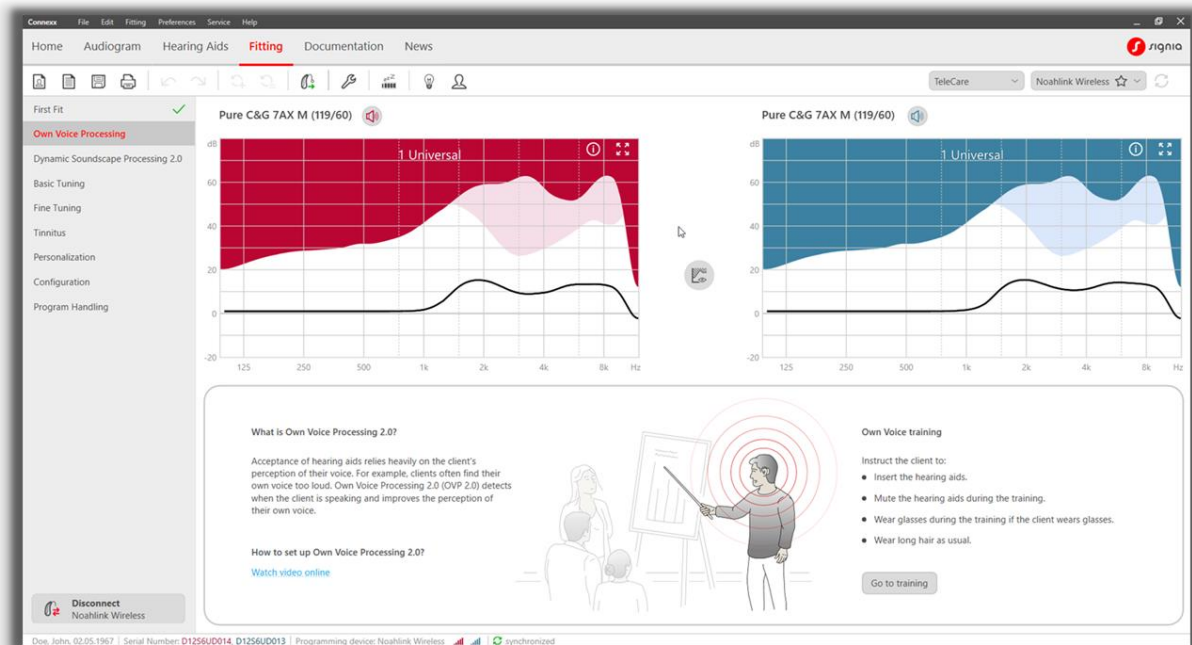 Connexx File Edit Fitting Preferences Service Help
Home Audiogram Hearing Aids Fitting Documentation News
signia
TeleCare Noahlink Wireless
First Fit
Own Voice Processing
Dynamic Soundscape Processing 2.0
Basic Tuning
Fine Tuning
Tinnitus
Personalization
Configuration
Program Handling
Disconnect
Noahlink Wireless
Pure C&G 7AX M (119/60)
dB
1 Universal
60
40
20
0
-20
125 250 500 1k 2k 4k 8k Hz
Pure C&G 7AX M (119/60)
dB
1 Universal
60
40
20
0
-20
125 250 500 1k 2k 4k 8k Hz
What is Own Voice Processing 2.0?
Acceptance of hearing aids relies heavily on the client's
perception of their voice. For example, clients often find their
own voice too loud. Own Voice Processing 2.0 (OVP 2.0) detects
when the client is speaking and improves the perception of
their own voice.
How to set up Own Voice Processing 2.0?
Watch video online
Own Voice training
Instruct the client to:
• Insert the hearing aids.
• Mute the hearing aids during the training.
• Wear glasses during the training if the client wears glasses.
• Wear long hair as usual.
Go to training
Doe, John, 02.05.1967 | Serial Number: D12S6UD014, D12S6UD013 | Programming device: Noahlink Wireless synchronized